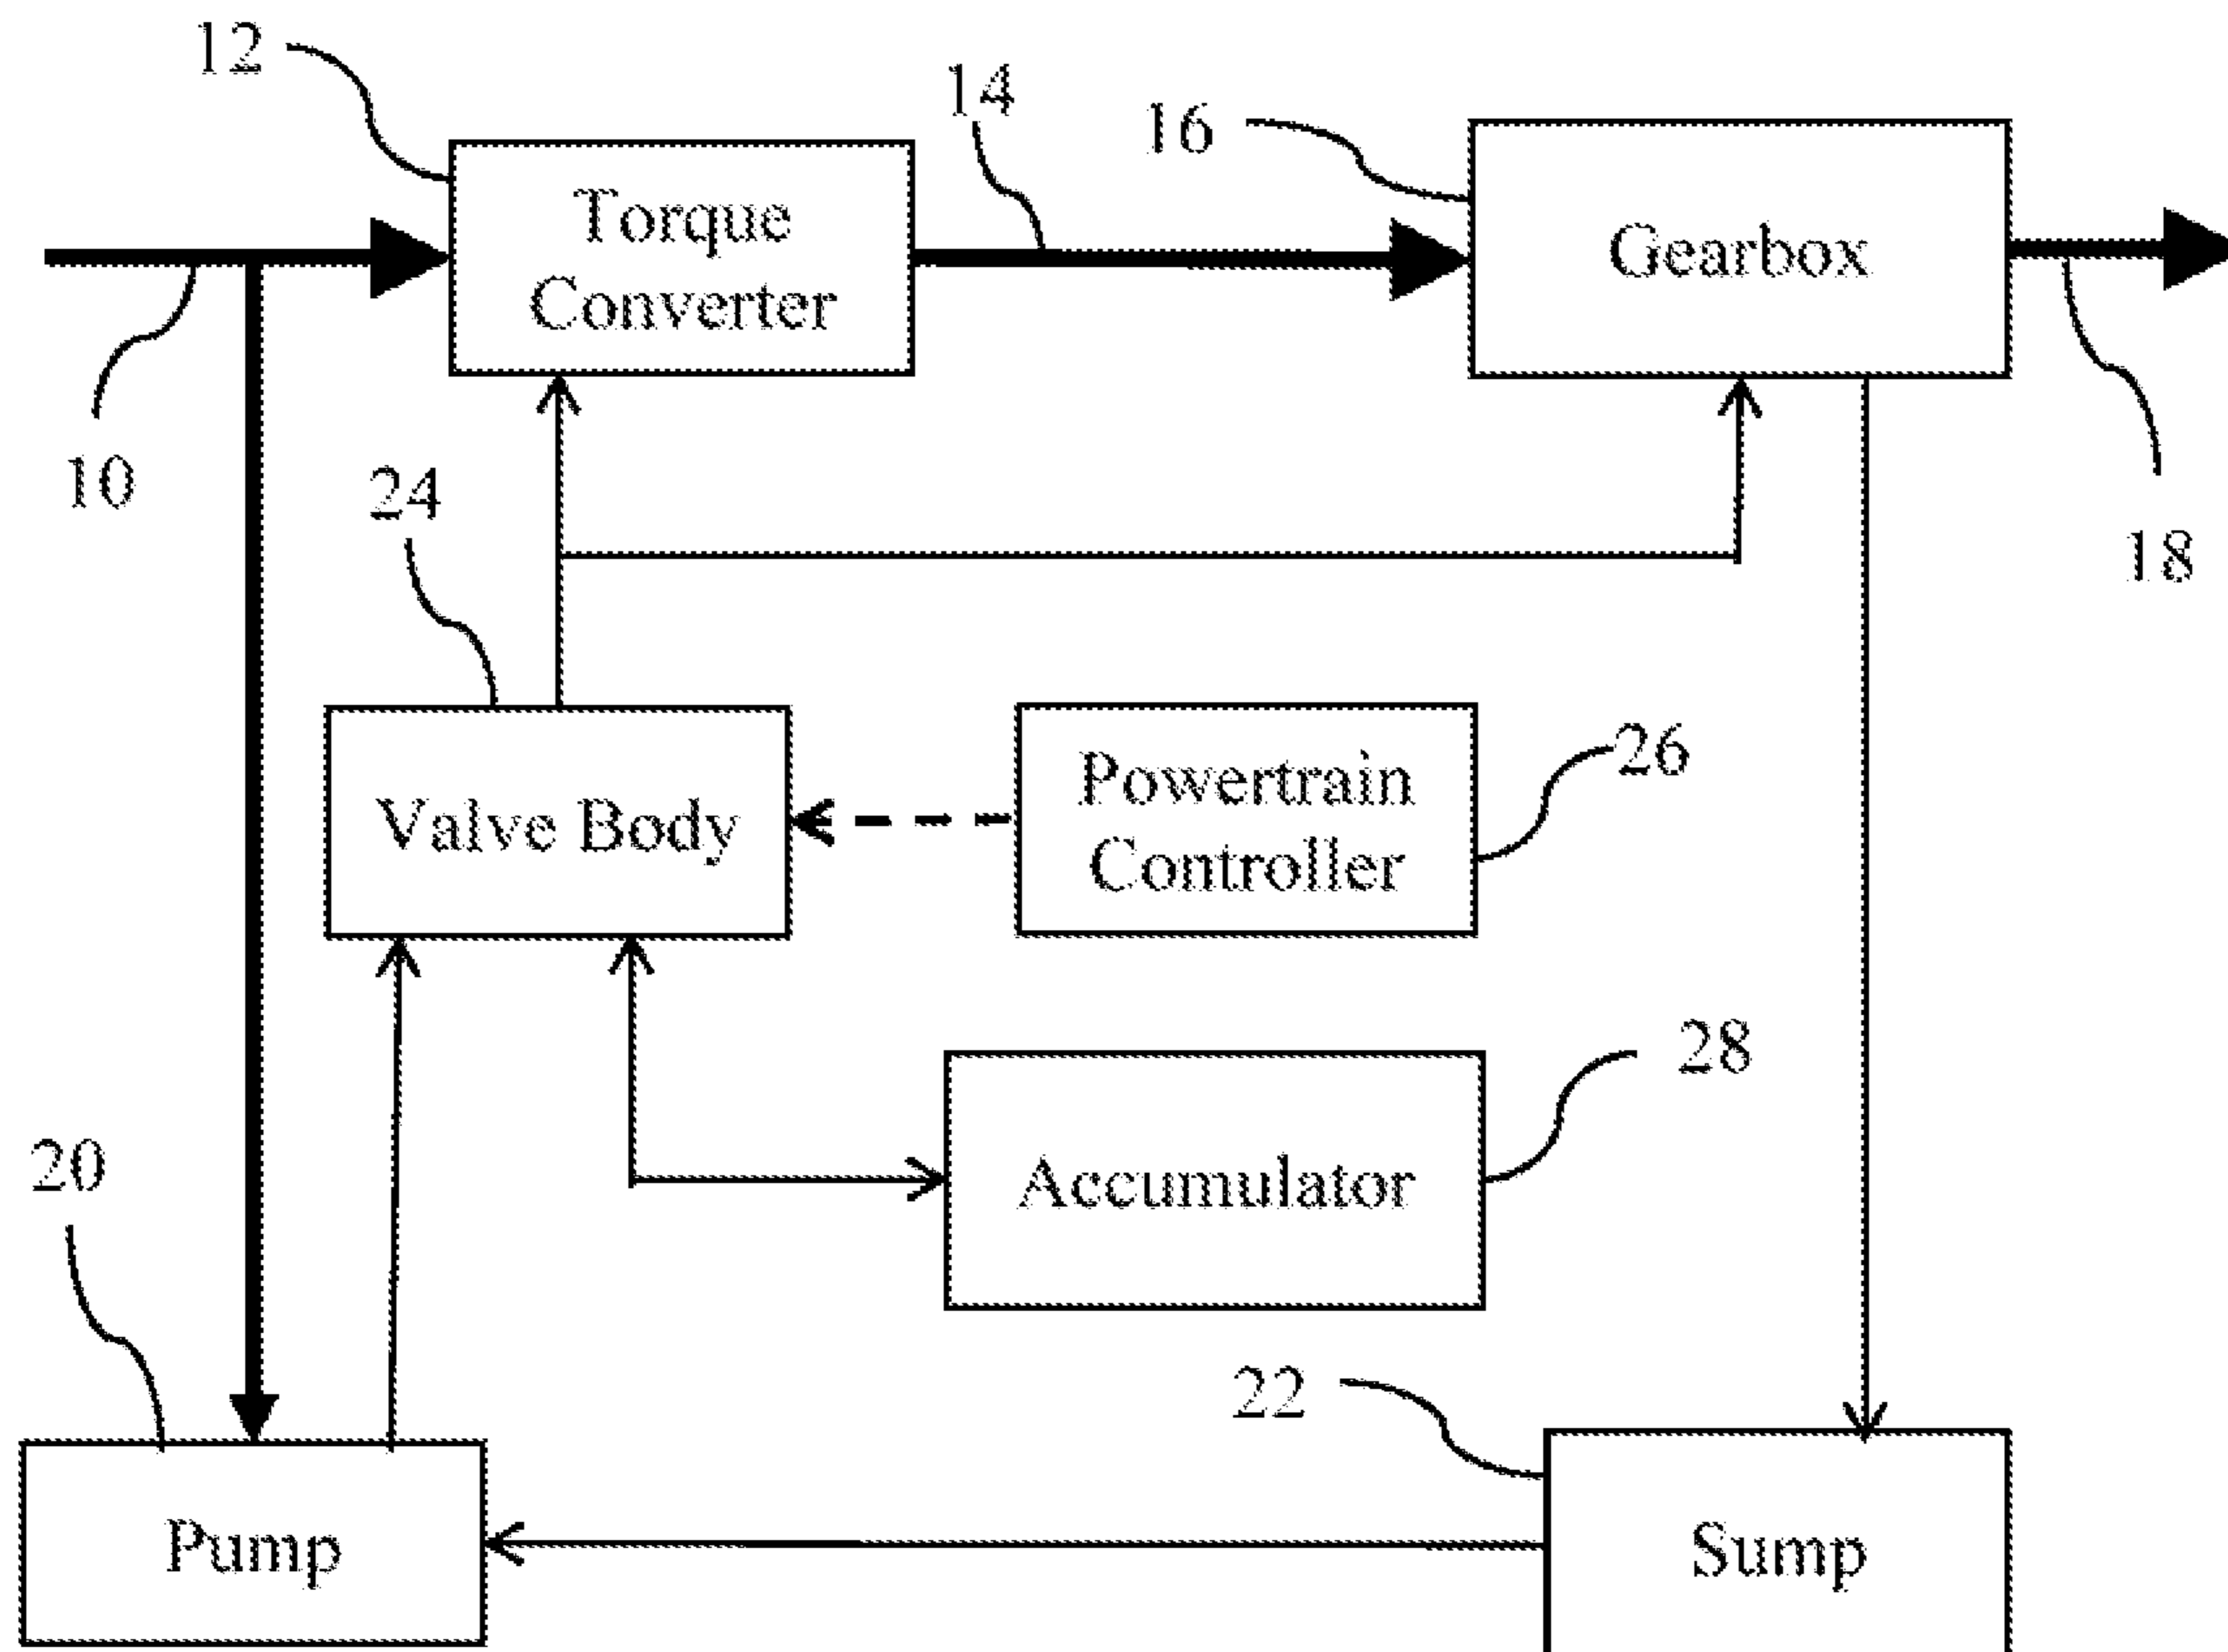 12
14
16
Torque
Converter
Gearbox
10
24
18
Valve Body
Powertrain
Controller
26
28
Accumulator
20
22
Pump
Sump